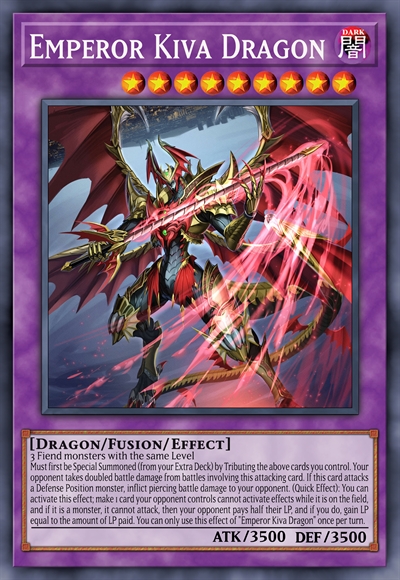 EMPEROR KIVA DRAGON
DARK
闇
[DRAGON/FUSION/EFFECT]
3 Fiend monsters with the same Level
Must first be Special Summoned (from your Extra Deck) by Tributing the above cards you control. Your
opponent takes doubled battle damage from battles involving this attacking card. If this card attacks
a Defense Position monster, inflict piercing battle damage to your opponent. (Quick Effect): You can
activate this effect; make 1 card your opponent controls cannot activate effects while it is on the field,
and if it is a monster, it cannot attack, then your opponent pays half their LP, and if you do, gain LP
equal to the amount of LP paid. You can only use this effect of "Emperor Kiva Dragon" once per turn.
ATK/3500 DEF/3500